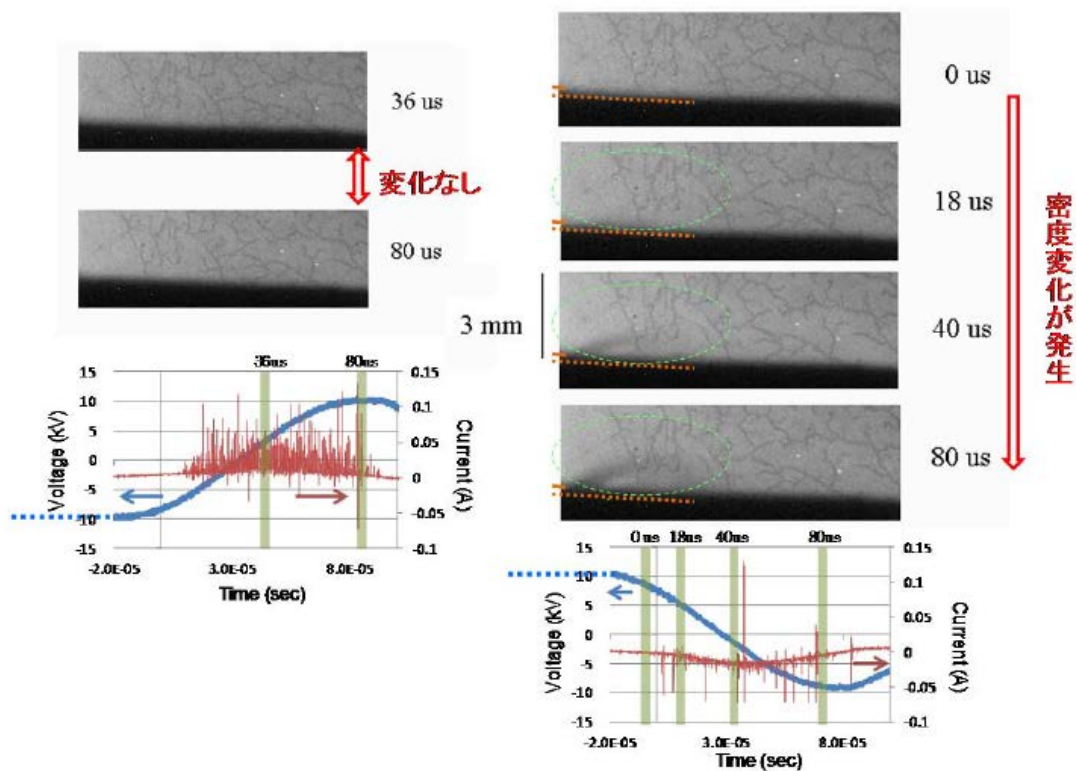 36 us
変化なし
80 us
36us 80us
15 0.15
10 0.1
5 0.05
0 0
-5 -0.05
-10
-15 -0.1
Voltage (kV)
Current (A)
-2.0E-05 3.0E-05 8.0E-05
Time (sec)
0 us
18 us
40 us
80 us
3 mm
密度変化が発生
0 us 18us 40us 80us
15 0.15
10 0.1
5 0.05
0 0
-5
-10 -0.05
-15 -0.1
Voltage (kV)
Current (A)
-2.0E-05 3.0E-05 8.0E-05
Time (sec)